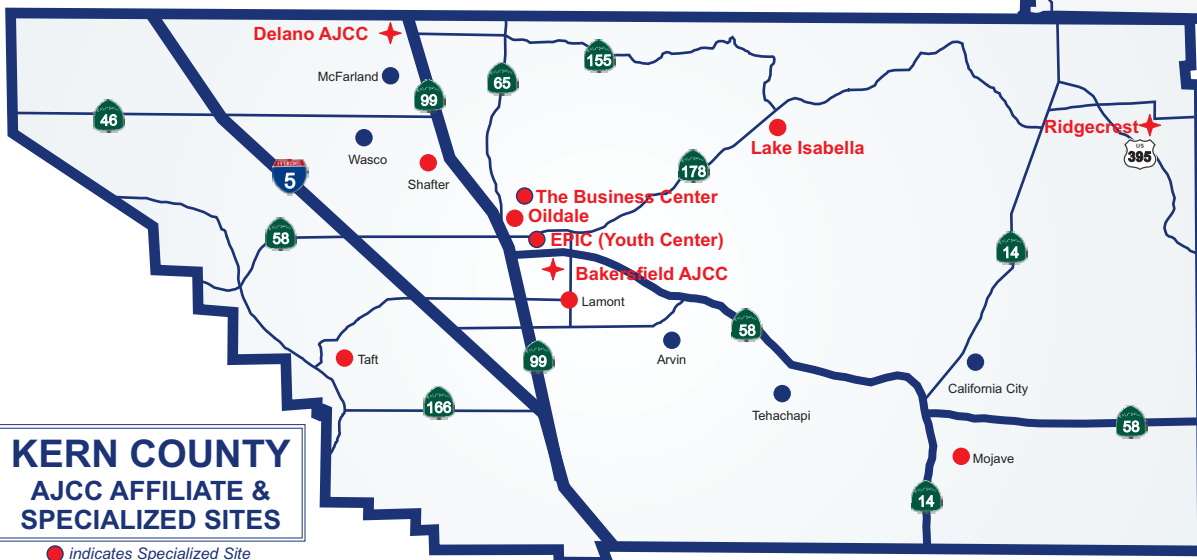 Delano AJCC
McFarland
155
65
99
46
Ridgecrest
US
395
Wasco
Lake Isabella
INTERSTATE
5
Shafter
178
The Business Center
Oildale
58
EPIC (Youth Center)
14
Bakersfield AJCC
Lamont
58
Arvin
Taft
99
California City
Tehachapi
166
58
KERN COUNTY
AJCC AFFILIATE &
SPECIALIZED SITES
Mojave
14
indicates Specialized Site